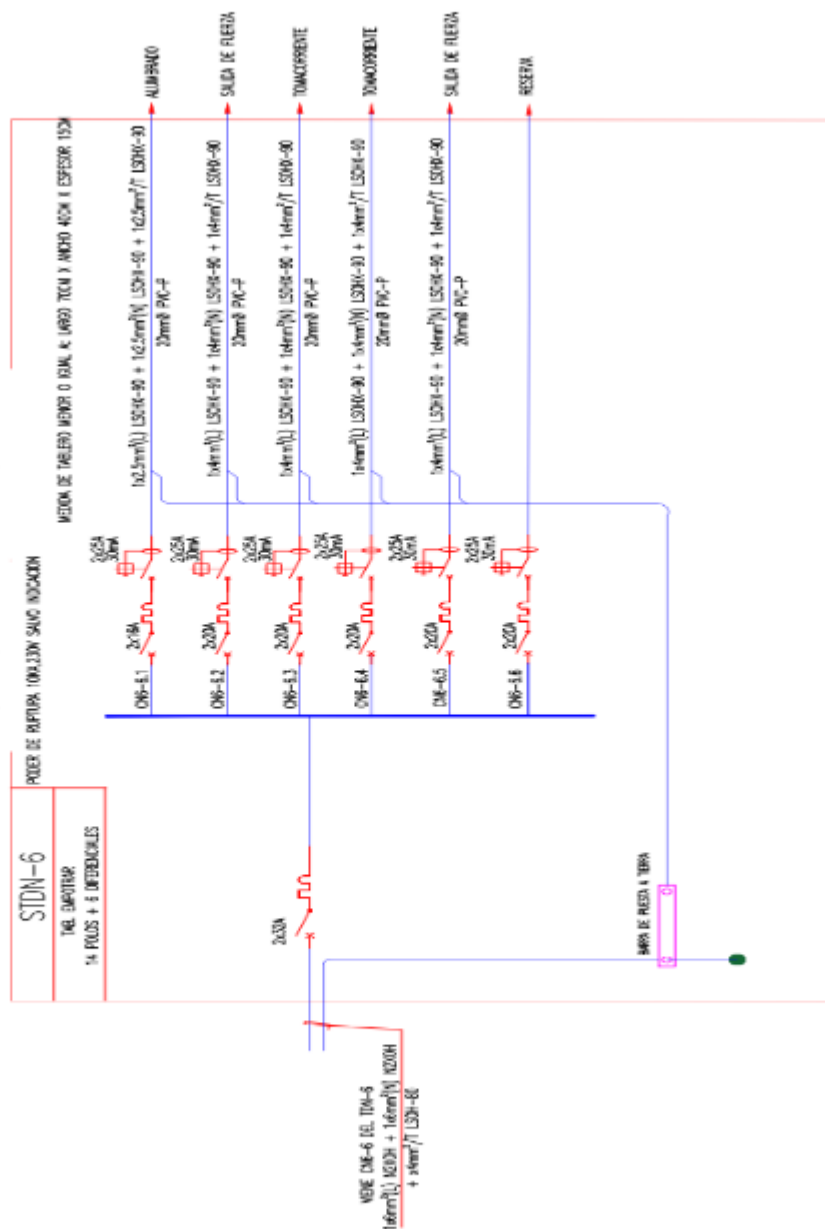 STDN-6
TAB. EMPOTRAR
14 POLOS + 6 DIFERENCIALES
PODER DE RUPTURA 10KA,230V SALVO INDICACION
MEDIDA DE TABLERO MENOR O IGUAL A: LARGO 70CM X ANCHO 40CM X ESPESOR 15CM
VIENE CN6-6 DEL TDN-6
1x6mm²(L) N2XOH + 1x6mm²(N) N2XOH
+ x4mm²/T LSOH-80
2x32A
BARRA DE PUESTA A TIERRA
CN6-6.1
2x16A
2x25A
30mA
1x2.5mm²(L) LSOHX-90 + 1x2.5mm²(N) LSOHX-90 + 1x2.5mm²/T LSOHX-90
20mmØ PVC-P
ALUMBRADO
CN6-6.2
2x20A
2x25A
30mA
1x4mm²(L) LSOHX-90 + 1x4mm²(N) LSOHX-90 + 1x4mm²/T LSOHX-90
20mmØ PVC-P
SALIDA DE FUERZA
CN6-6.3
2x20A
2x25A
30mA
1x4mm²(L) LSOHX-90 + 1x4mm²(N) LSOHX-90 + 1x4mm²/T LSOHX-90
20mmØ PVC-P
TOMACORRIENTE
CN6-6.4
2x20A
2x25A
30mA
1x4mm²(L) LSOHX-90 + 1x4mm²(N) LSOHX-90 + 1x4mm²/T LSOHX-90
20mmØ PVC-P
TOMACORRIENTE
CN6-6.5
2x20A
2x25A
30mA
1x4mm²(L) LSOHX-90 + 1x4mm²(N) LSOHX-90 + 1x4mm²/T LSOHX-90
20mmØ PVC-P
SALIDA DE FUERZA
CN6-6.6
2x20A
2x25A
30mA
RESERVA